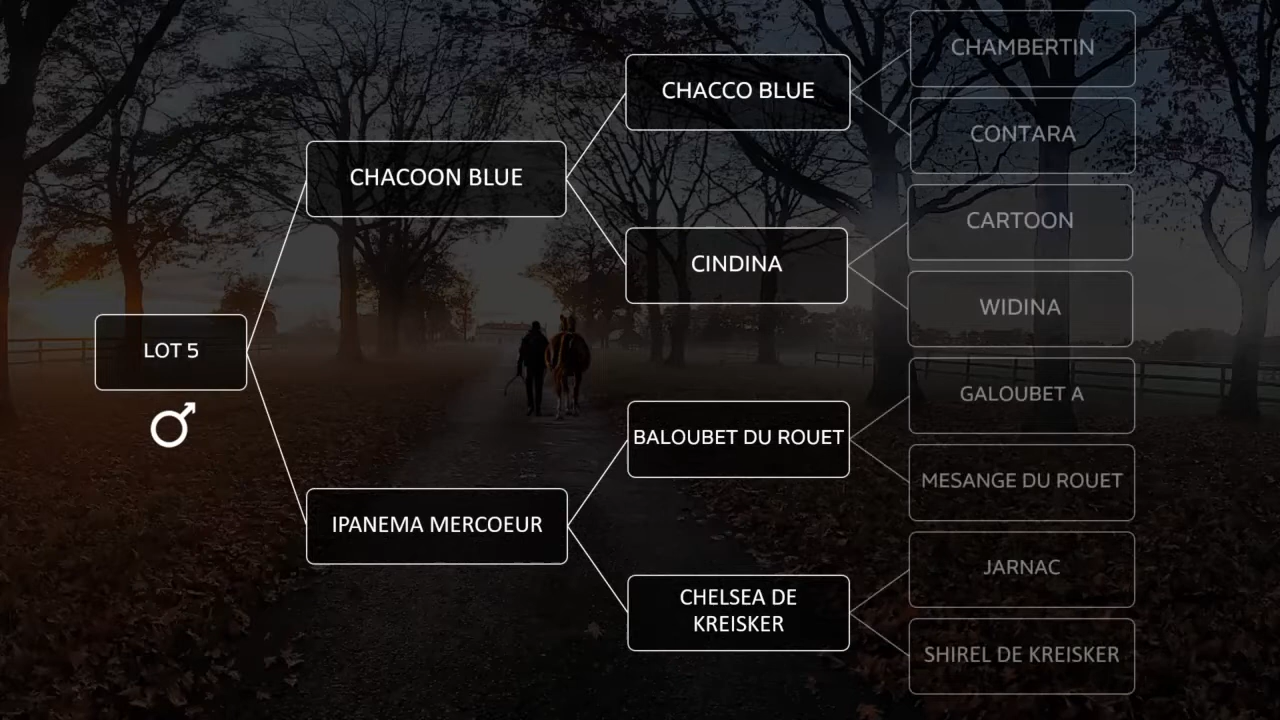 CHAMBERTIN
CHACCO BLUE
CONTARA
CHACOON BLUE
CARTOON
CINDINA
WIDINA
LOT 5
GALOUBET A
BALOUBET DU ROUET
MESANGE DU ROUET
IPANEMA MERCOEUR
JARNAC
CHELSEA DE
KREISKER
SHIREL DE KREISKER